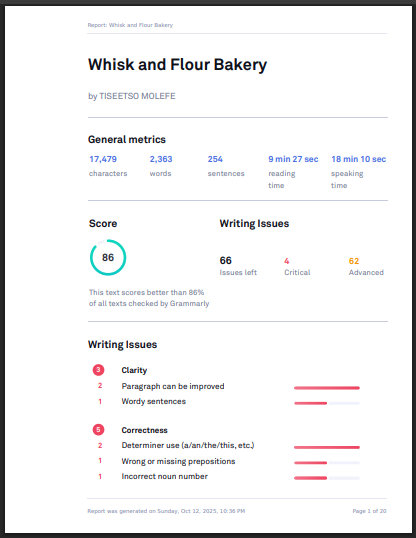 Report: Whisk and Flour Bakery
Whisk and Flour Bakery
by TISEETSO MOLEFE
General metrics
17,479 2,363 254 9 min 27 sec 18 min 10 sec
characters words sentences reading time speaking time
Score Writing Issues
86
66 4 62
Issues left Critical Advanced
This text scores better than 86%
of all texts checked by Grammarly
Writing Issues
3 Clarity
2 Paragraph can be improved
1 Wordy sentences
5 Correctness
2 Determiner use (a/an/the/this, etc.)
1 Wrong or missing prepositions
1 Incorrect noun number
Report was generated on Sunday, Oct 12, 2025, 10:36 PM Page 1 of 20